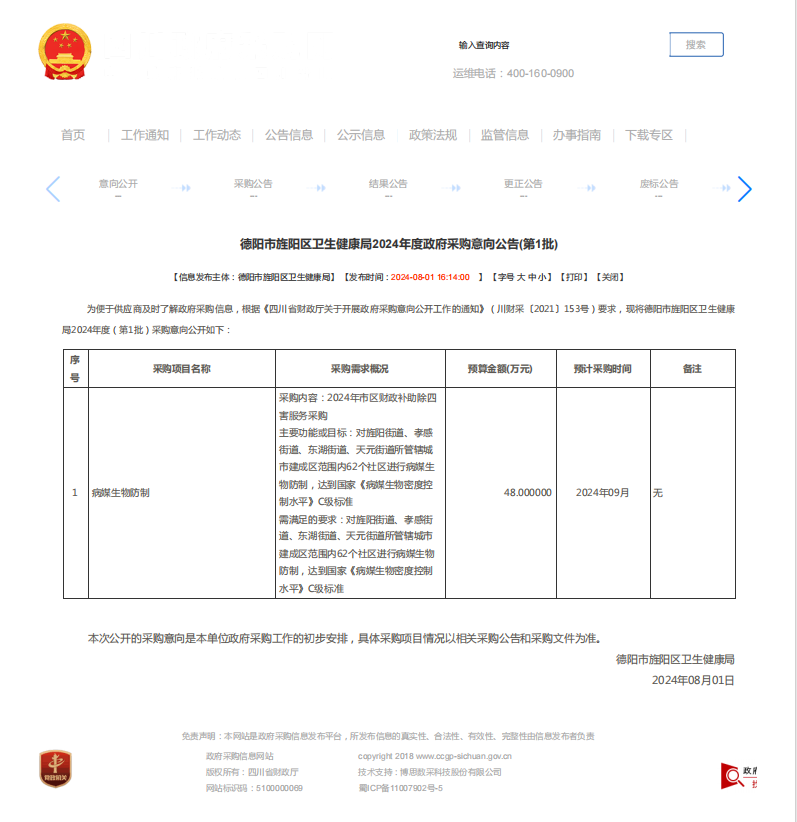 输入查询内容
搜索
运维电话：400-160-0900
首页 工作通知 工作动态 公告信息 公示信息 政策法规 监管信息 办事指南 下载专区
意向公开 采购公告 结果公告 更正公告 废标公告
德阳市旌阳区卫生健康局2024年度政府采购意向公告(第1批)
【信息发布主体：德阳市旌阳区卫生健康局】 【发布时间：2024-08-01 16:14:00 】 【字号 大 中 小】 【打印】 【关闭】
为便于供应商及时了解政府采购信息，根据《四川省财政厅关于开展政府采购意向公开工作的通知》（川财采〔2021〕153号）要求，现将德阳市旌阳区卫生健康
局2024年度（第1批）采购意向公开如下：
序号 采购项目名称 采购需求概况 预算金额(万元) 预计采购时间 备注
1 病媒生物防制
采购内容：2024年市区财政补助除四
害服务采购
主要功能或目标：对旌阳街道、孝感
街道、东湖街道、天元街道所管辖城
市建成区范围内62个社区进行病媒生
物防制，达到国家《病媒生物密度控
制水平》C级标准
需满足的要求：对旌阳街道、孝感街
道、东湖街道、天元街道所管辖城市
建成区范围内62个社区进行病媒生物
防制，达到国家《病媒生物密度控制
水平》C级标准
48.000000 2024年09月 无
本次公开的采购意向是本单位政府采购工作的初步安排，具体采购项目情况以相关采购公告和采购文件为准。
德阳市旌阳区卫生健康局
2024年08月01日
免责声明：本网站是政府采购信息发布平台，所发布信息的真实性、合法性、有效性、完整性由信息发布者负责
政府采购信息网站 copyright 2018 www.ccgp-sichuan.gov.cn
版权所有：四川省财政厅 技术支持：博思数采科技股份有限公司
网站标识码：5100000069 蜀ICP备11007902号-5
党政机关